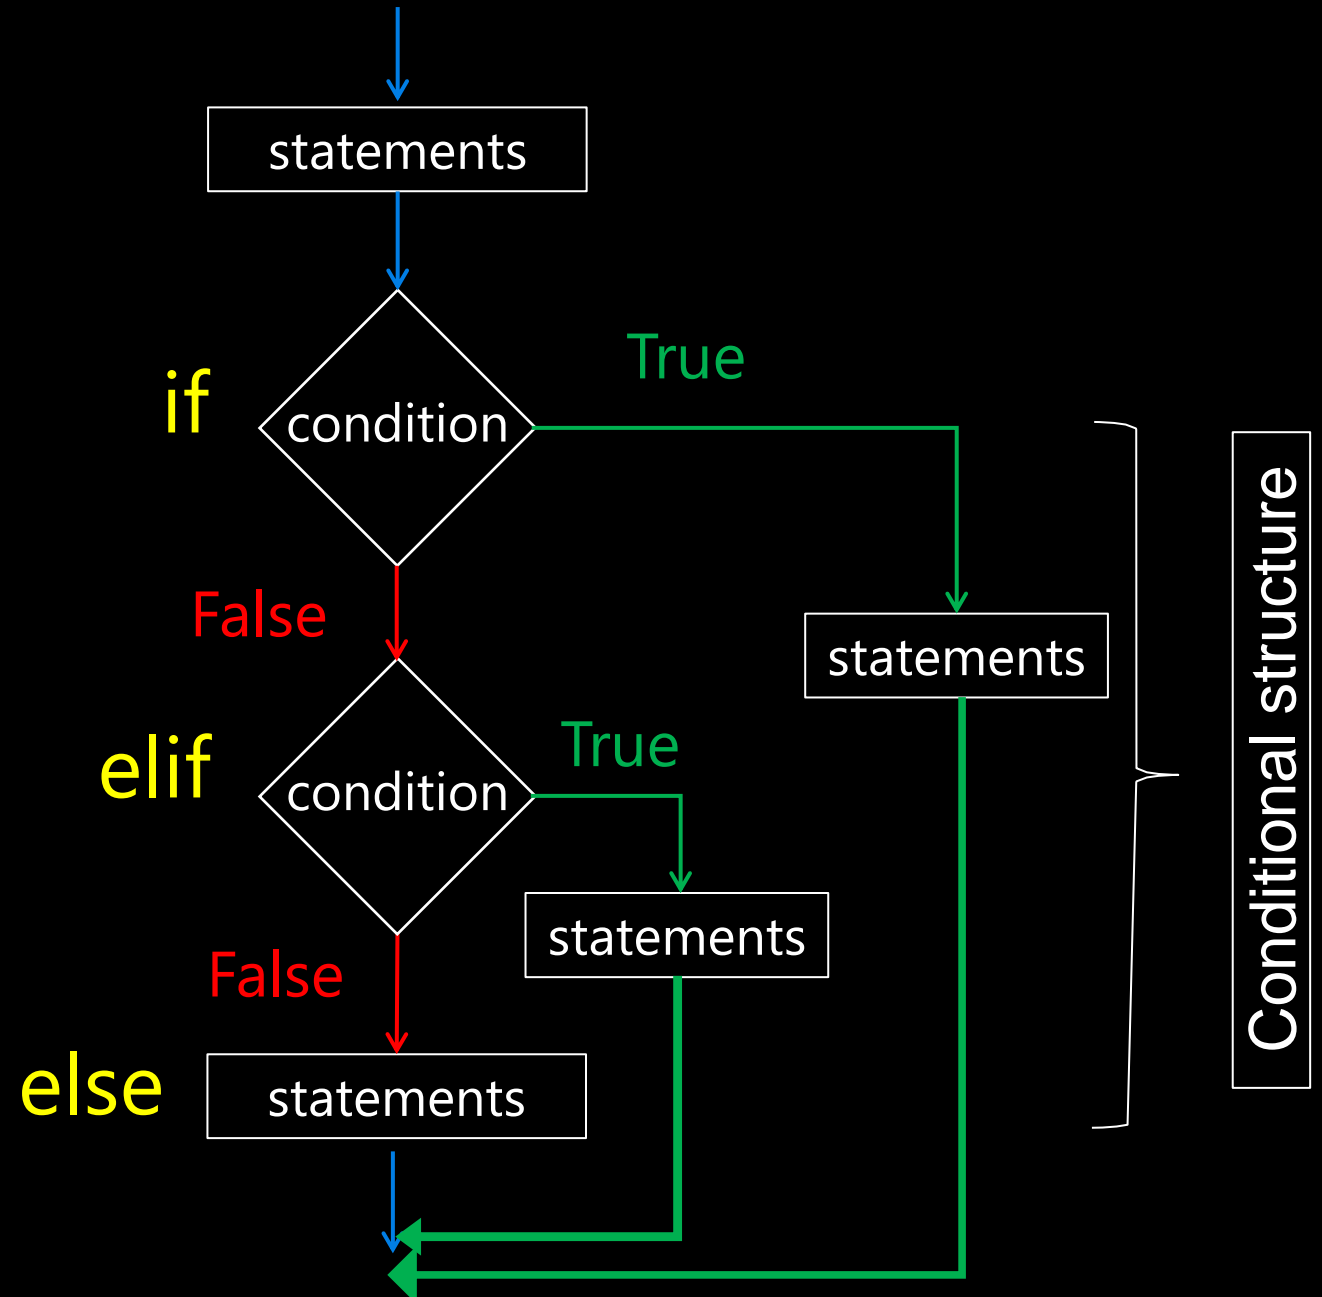 statements
if
condition
True
False
statements
elif
condition
True
statements
False
else
statements
Conditional structure